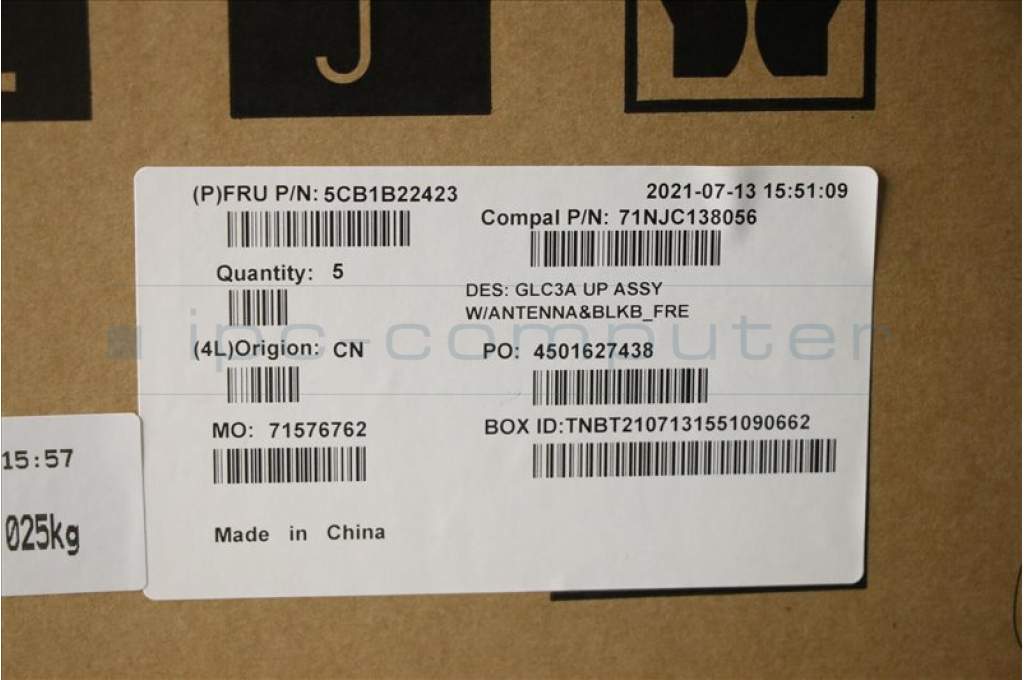 J
(P)FRU P/N: 5CB1B22423
2021-07-13 15:51:09
Compal P/N: 71NJC138056
Quantity: 5
DES: GLC3A UP ASSY
W/ANTENNA&BLKB_FRE
ipc-computer
(4L)Origion: CN
PO: 4501627438
MO: 71576762
BOX ID:TNBT2107131551090662
15:57
025kg
Made in China